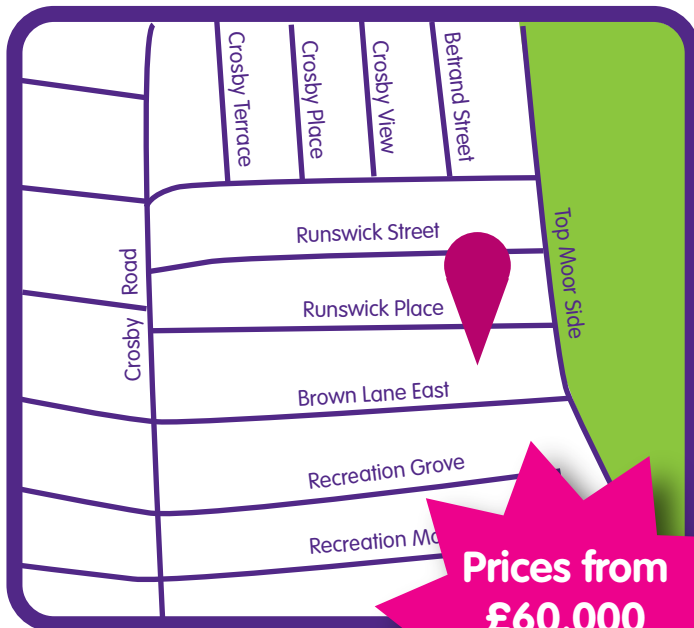 Crosby Terrace
Crosby Place
Crosby View
Betrand Street
Runswick Street
Top Moor Side
Crosby Road
Runswick Place
Brown Lane East
Recreation Grove
Recreation
Prices from
£60,000